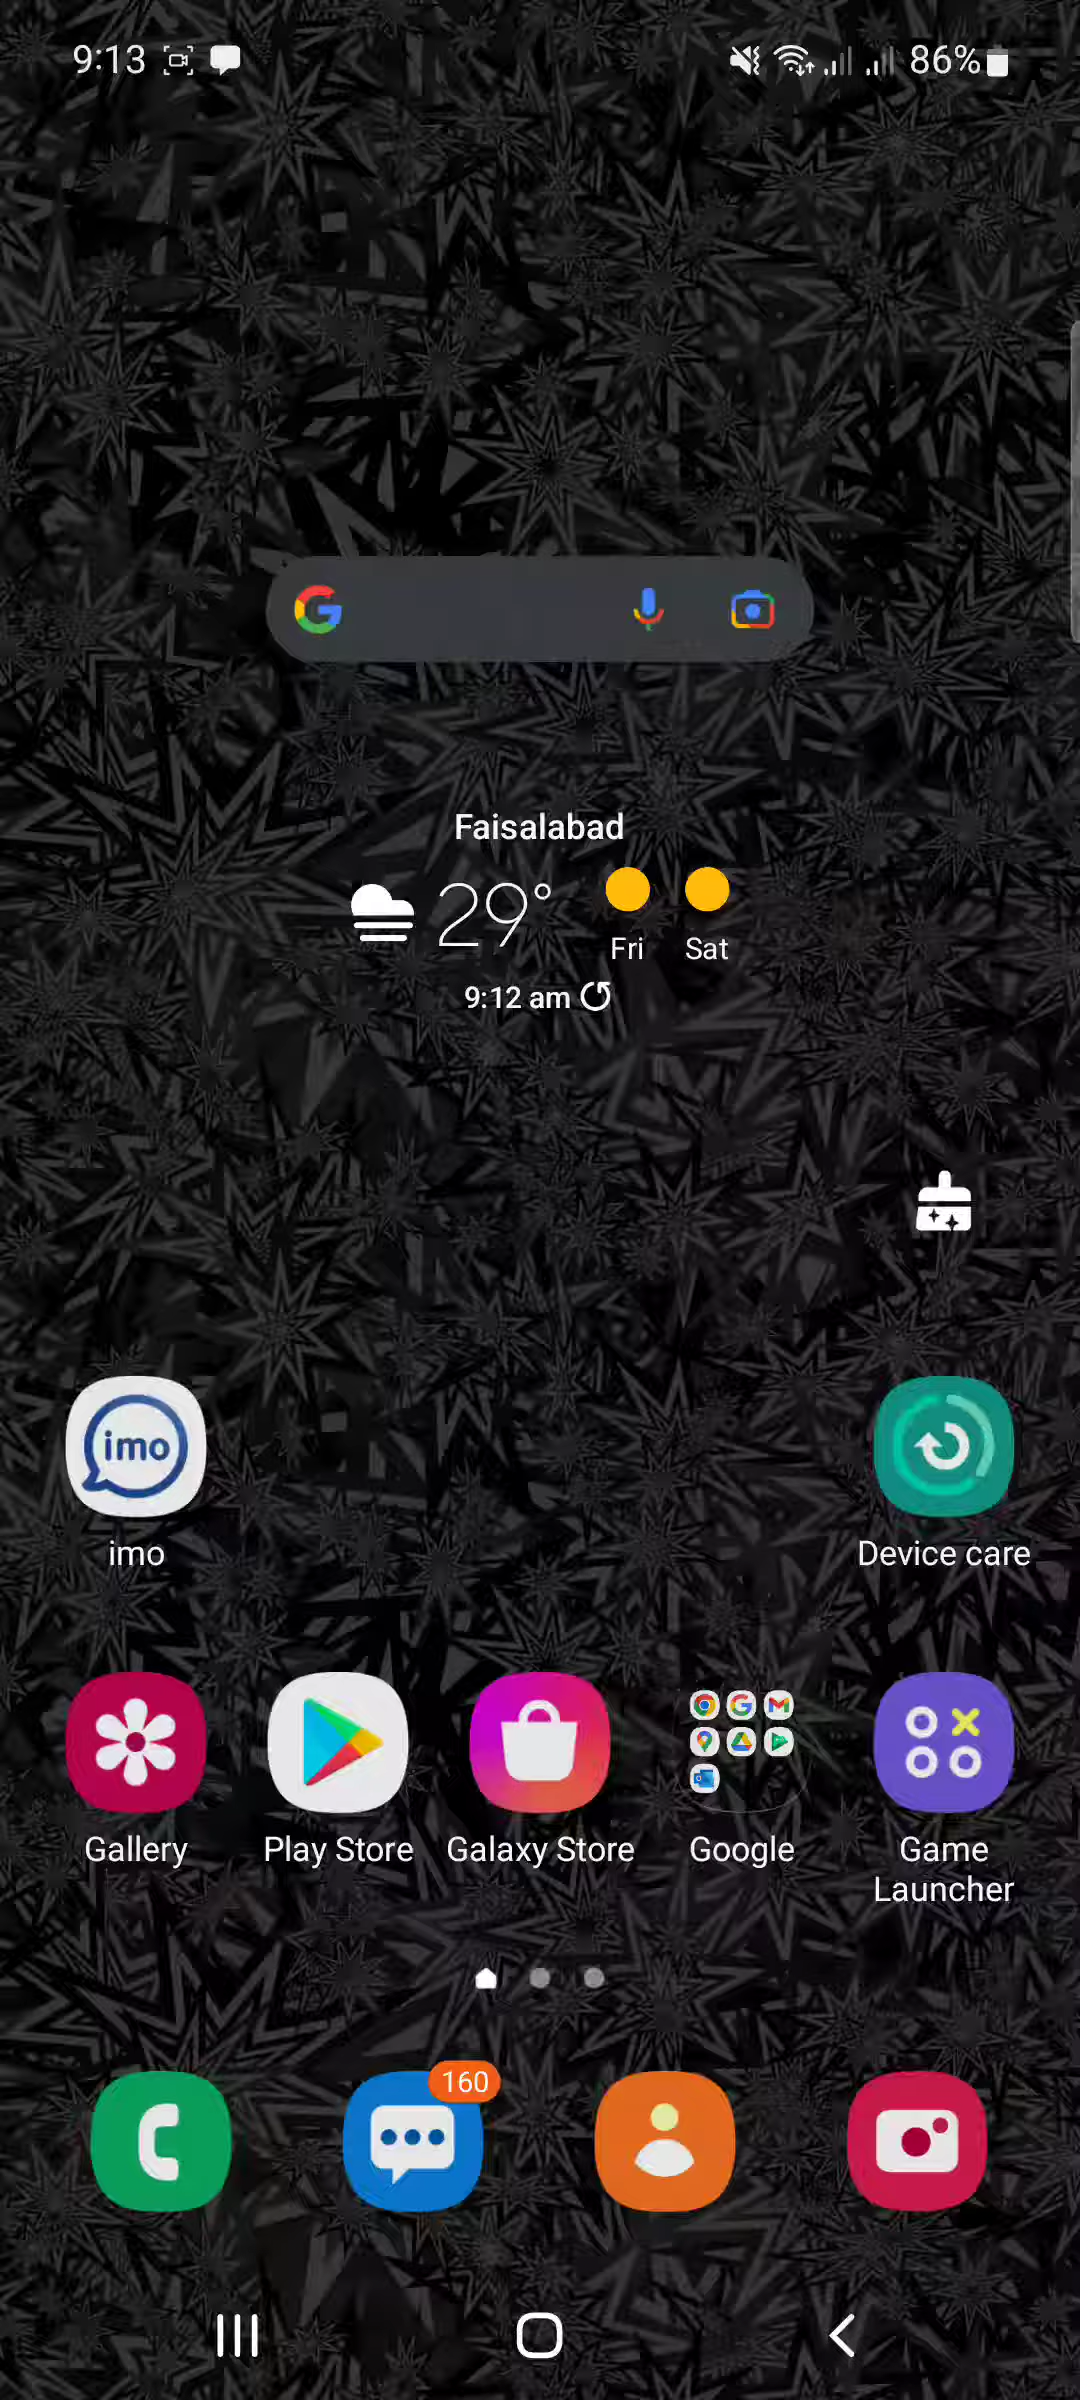 9:13
86%
Faisalabad
29°
Fri Sat
9:12 am
imo
imo
Device care
Gallery
Play Store
Galaxy Store
Google
Game
Launcher
160